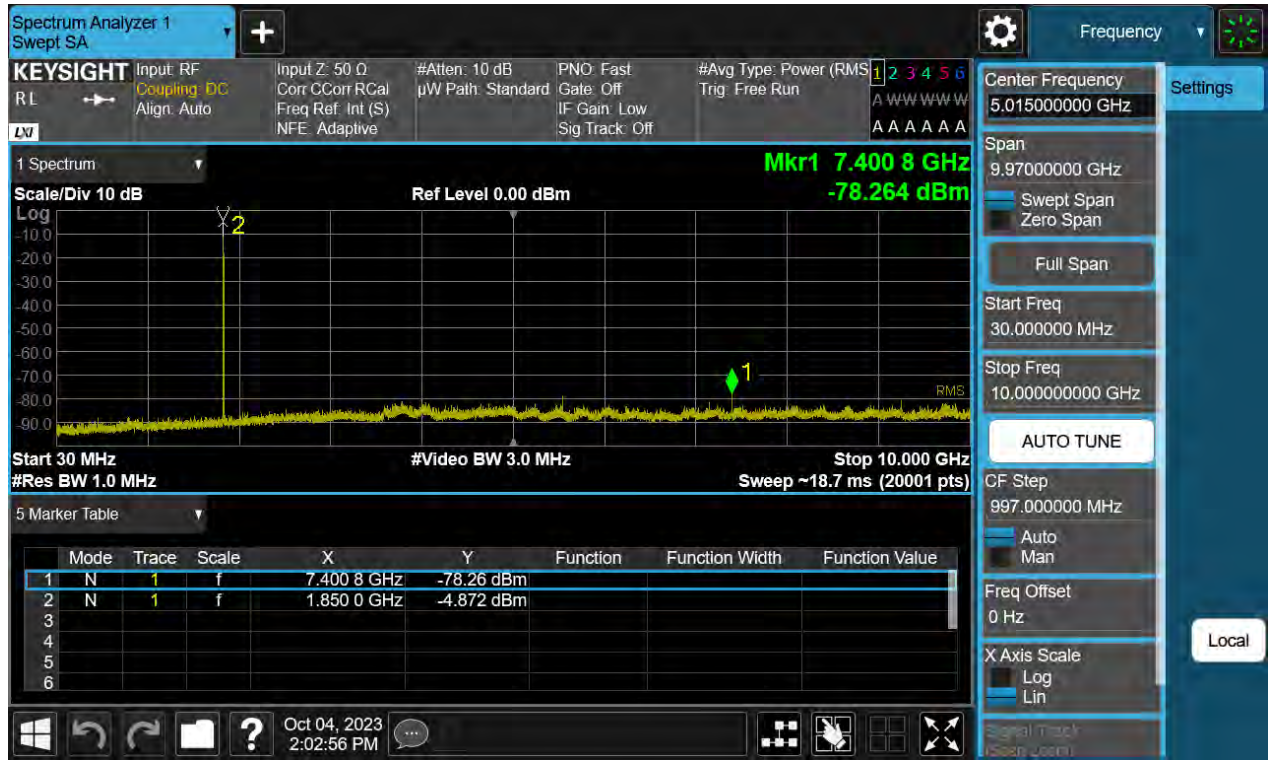 Spectrum Analyzer 1
Swept SA
+
Frequency
KEYSIGHT
RL
LXI
Input: RF
Coupling: DC
Align: Auto
Input Z: 50 Ω
Corr CCorr RCal
Freq Ref: Int (S)
NFE: Adaptive
#Atten: 10 dB
µW Path: Standard
PNO: Fast
Gate: Off
IF Gain: Low
Sig Track: Off
#Avg Type: Power (RMS
Trig: Free Run
1 2 3 4 5 6
A W W W W W
A A A A A A
1 Spectrum
Mkr1 7.400 8 GHz
-78.264 dBm
Scale/Div 10 dB
Ref Level 0.00 dBm
Log
-10.0
-20.0
-30.0
-40.0
-50.0
-60.0
-70.0
-80.0
-90.0
2
1
RMS
Start 30 MHz
#Video BW 3.0 MHz
Stop 10.000 GHz
#Res BW 1.0 MHz
Sweep ~18.7 ms (20001 pts)
5 Marker Table
Mode Trace Scale X Y Function Function Width Function Value
1 N 1 f 7.400 8 GHz -78.26 dBm
2 N 1 f 1.850 0 GHz -4.872 dBm
3
4
5
6
?
Oct 04, 2023
2:02:56 PM
Center Frequency
5.015000000 GHz
Span
9.97000000 GHz
Swept Span
Zero Span
Full Span
Start Freq
30.000000 MHz
Stop Freq
10.000000000 GHz
AUTO TUNE
CF Step
997.000000 MHz
Auto
Man
Freq Offset
0 Hz
X Axis Scale
Log
Lin
Signal Track
(Span Zoom)
Settings
Local